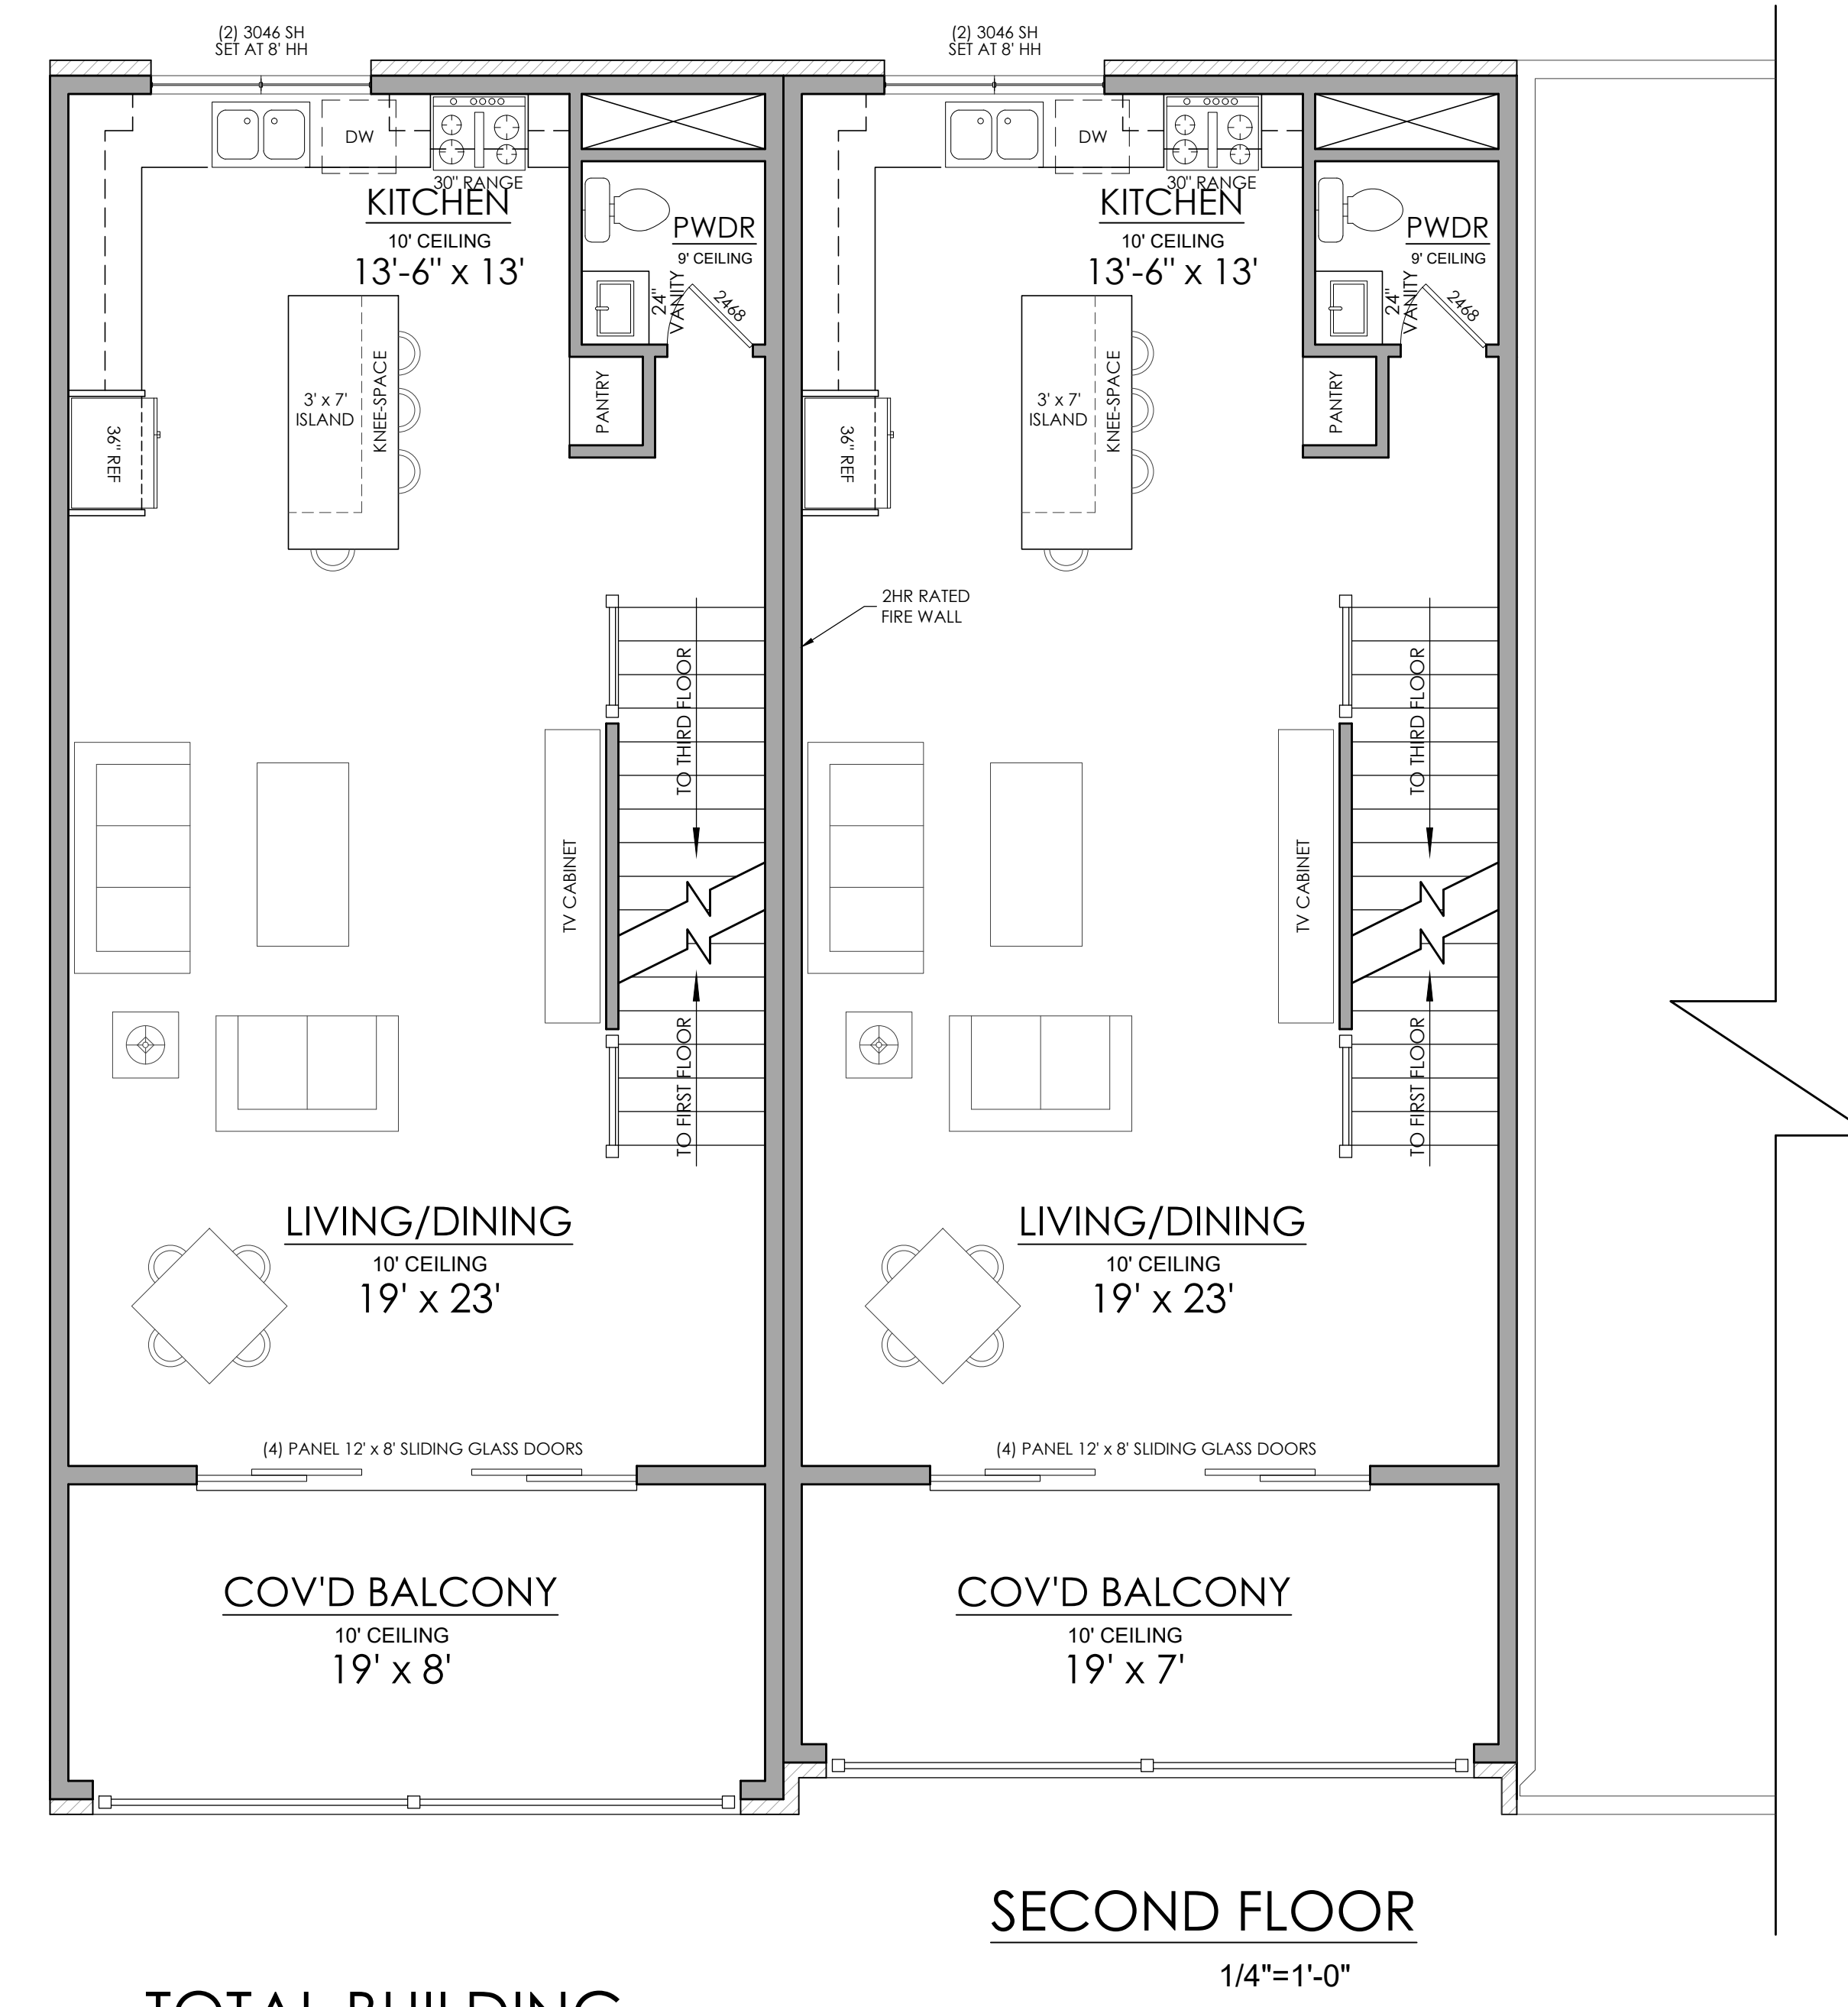 (2) 3046 SH
SET AT 8' HH
(2) 3046 SH
SET AT 8' HH
DW
30" RANGE
KITCHEN
10' CEILING
13'-6" x 13'
PWDR
9' CEILING
24"
VANITY
2468
3' x 7'
ISLAND
KNEE-SPACE
PANTRY
36" REF
DW
30" RANGE
KITCHEN
10' CEILING
13'-6" x 13'
PWDR
9' CEILING
24"
VANITY
2468
3' x 7'
ISLAND
KNEE-SPACE
PANTRY
36" REF
2HR RATED
FIRE WALL
TO THIRD FLOOR
TV CABINET
TO FIRST FLOOR
TO THIRD FLOOR
TV CABINET
TO FIRST FLOOR
LIVING/DINING
10' CEILING
19' x 23'
LIVING/DINING
10' CEILING
19' x 23'
(4) PANEL 12' x 8' SLIDING GLASS DOORS
(4) PANEL 12' x 8' SLIDING GLASS DOORS
COV'D BALCONY
10' CEILING
19' x 8'
COV'D BALCONY
10' CEILING
19' x 7'
SECOND FLOOR
1/4"=1'-0"
TOTAL BUILDING